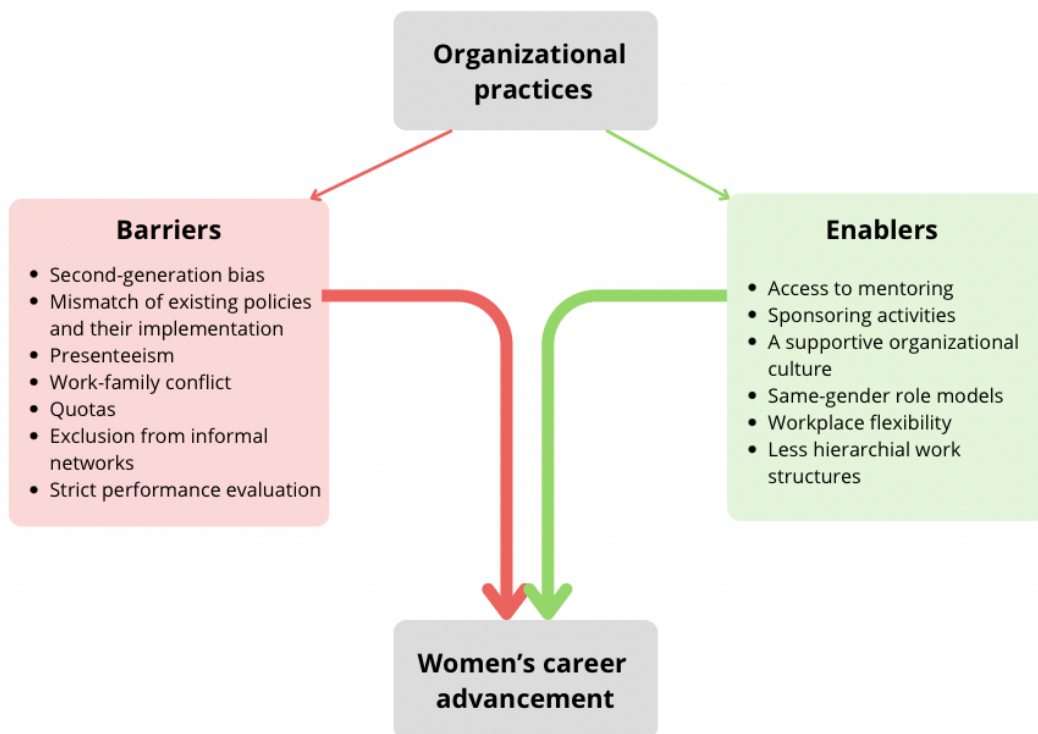 Organizational
practices
Barriers
• Second-generation bias
• Mismatch of existing policies
and their implementation
• Presenteeism
• Work-family conflict
• Quotas
• Exclusion from informal
networks
• Strict performance evaluation
Enablers
• Access to mentoring
• Sponsoring activities
• A supportive organizational
culture
• Same-gender role models
• Workplace flexibility
• Less hierarchial work
structures
Women’s career
advancement